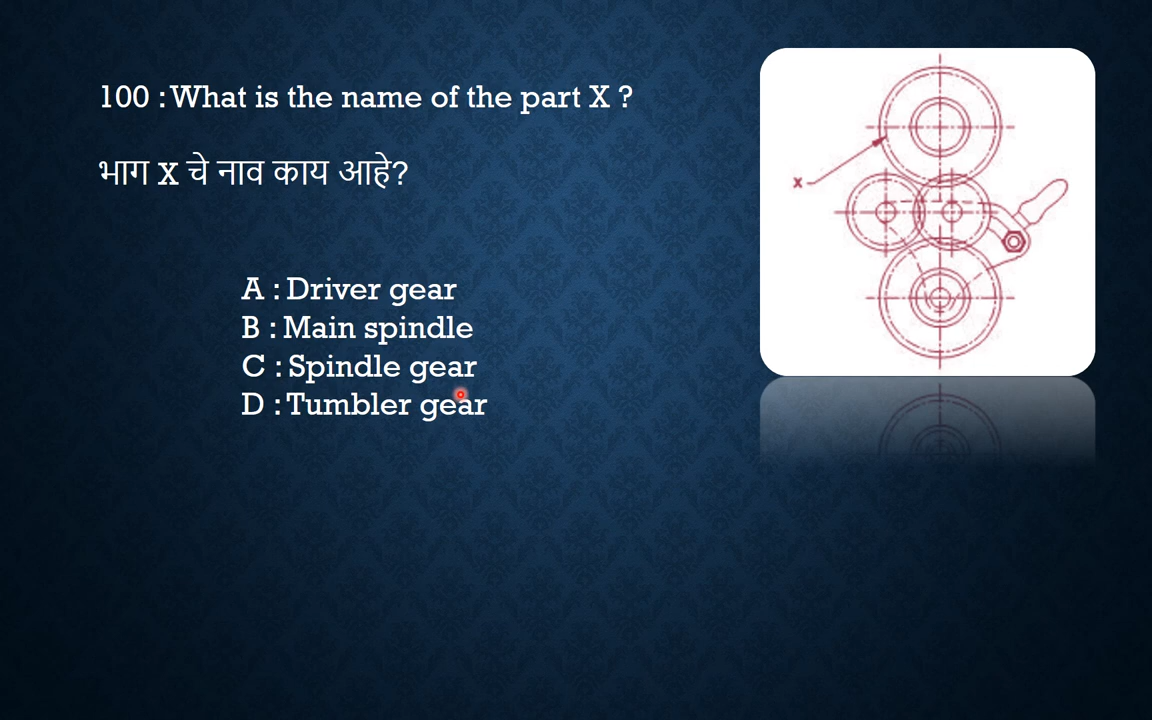 100 : What is the name of the part X ?
भाग X चे नाव काय आहे?
X
A : Driver gear
B : Main spindle
C : Spindle gear
D : Tumbler gear